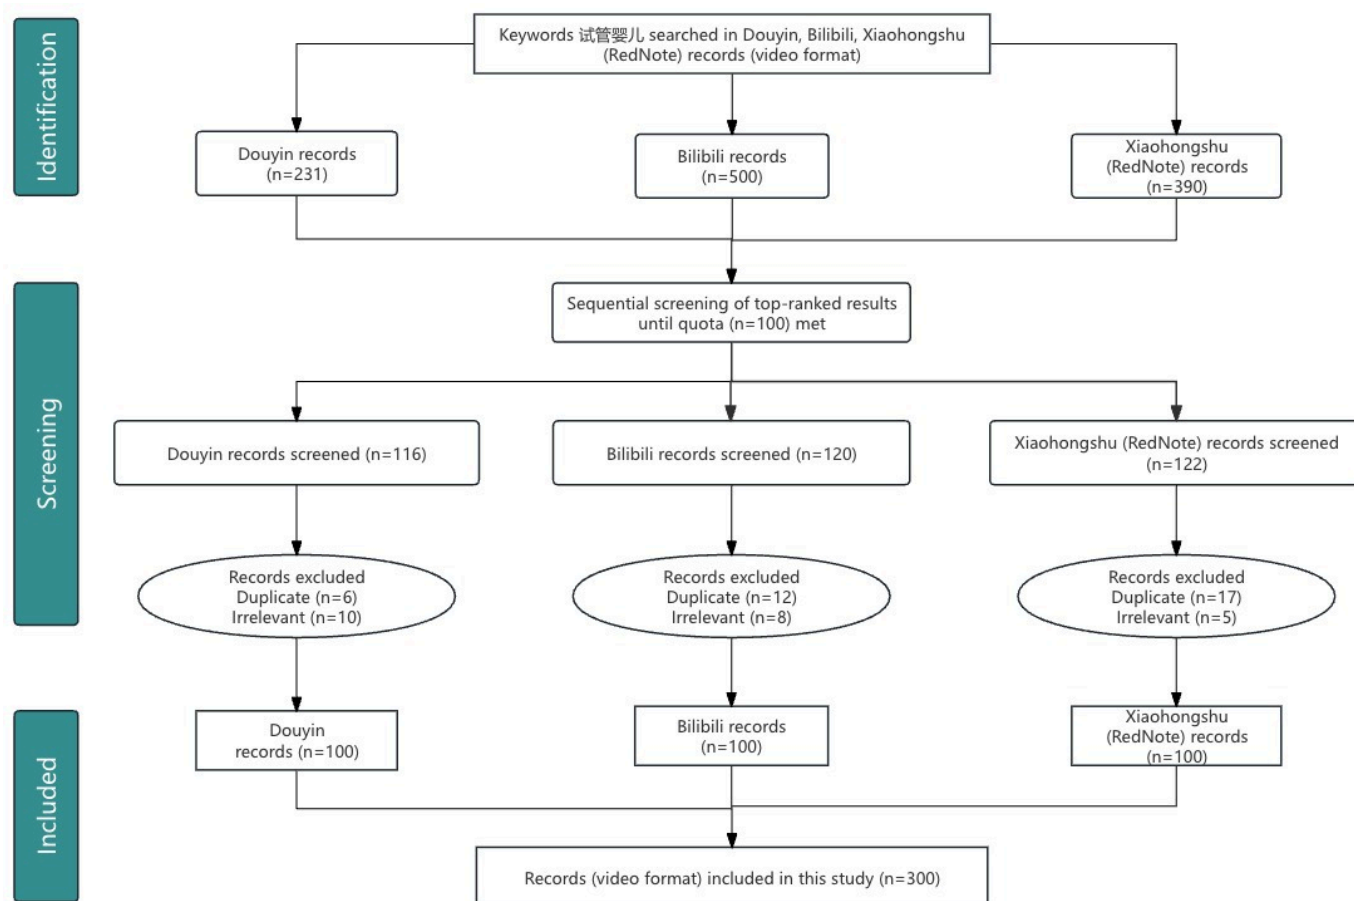 Identification
Keywords 试管婴儿 searched in Douyin, Bilibili, Xiaohongshu
(RedNote) records (video format)
Douyin records
(n=231)
Bilibili records
(n=500)
Xiaohongshu
(RedNote) records
(n=390)
Screening
Sequential screening of top-ranked results
until quota (n=100) met
Douyin records screened (n=116)
Bilibili records screened (n=120)
Xiaohongshu (RedNote) records screened
(n=122)
Records excluded
Duplicate (n=6)
Irrelevant (n=10)
Records excluded
Duplicate (n=12)
Irrelevant (n=8)
Records excluded
Duplicate (n=17)
Irrelevant (n=5)
Included
Douyin
records (n=100)
Bilibili records
(n=100)
Xiaohongshu
(RedNote) records
(n=100)
Records (video format) included in this study (n=300)